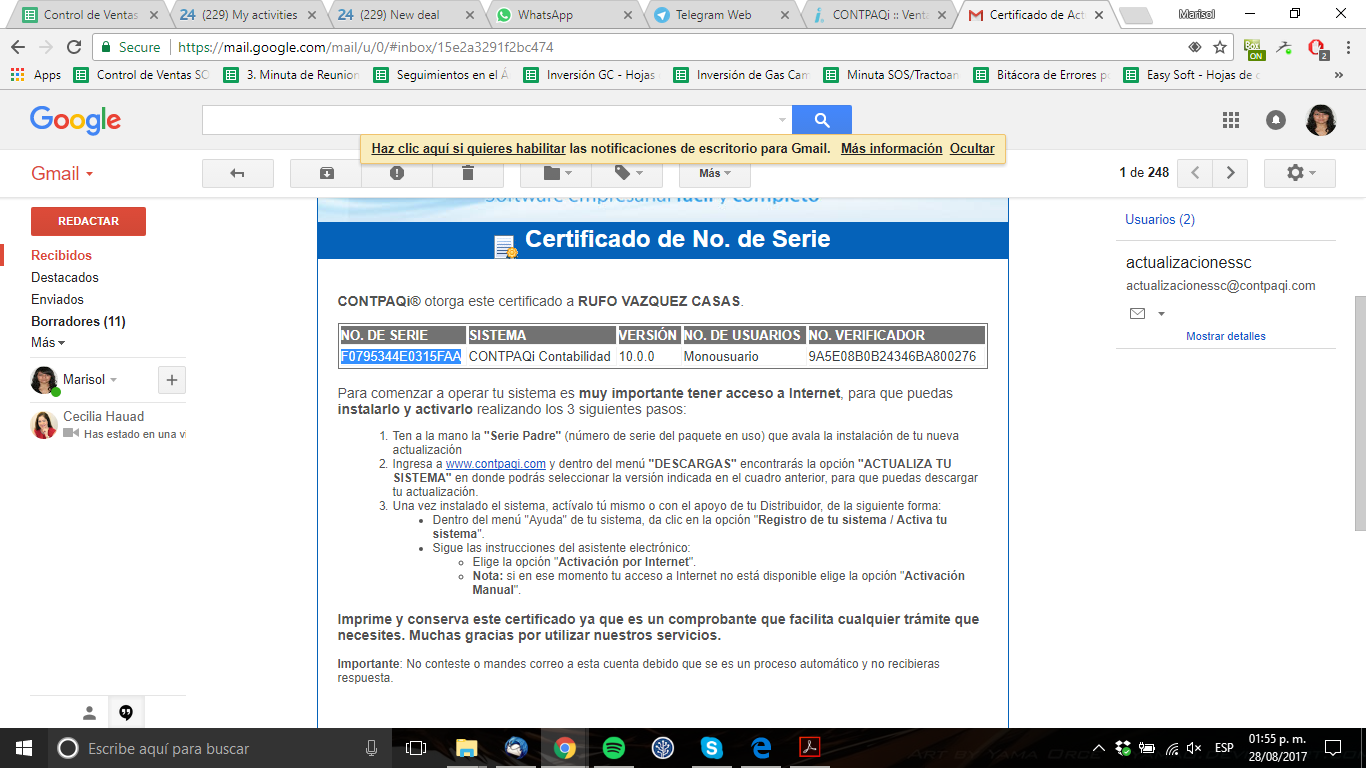 Control de Ventas
(229) My activities
(229) New deal
WhatsApp
Telegram Web
CONTPAQi :: Venta
Certificado de Act
Marisol
Secure
https://mail.google.com/mail/u/0/#inbox/15e2a3291f2bc474
ON
2
Apps
Control de Ventas SO
3. Minuta de Reunion
Seguimientos en el Á
Inversión GC - Hojas
Inversión de Gas Cam
Minuta SOS/Tractoan
Bitácora de Errores po
Easy Soft - Hojas de c
»
Google
Haz clic aquí si quieres habilitar las notificaciones de escritorio para Gmail. Más información Ocultar
Gmail
Más
1 de 248
REDACTAR
Recibidos
Destacados
Enviados
Borradores (11)
Más
Marisol
Cecilia Hauad
Has estado en una vi
Software empresarial fácil y completo
Certificado de No. de Serie
CONTPAQi® otorga este certificado a RUFO VAZQUEZ CASAS.
NO. DE SERIE SISTEMA VERSIÓN NO. DE USUARIOS NO. VERIFICADOR
F0795344E0315FAA CONTPAQi Contabilidad 10.0.0 Monousuario 9A5E08B0B24346BA800276
Para comenzar a operar tu sistema es muy importante tener acceso a Internet, para que puedas
instalarlo y activarlo realizando los 3 siguientes pasos:
1. Ten a la mano la "Serie Padre" (número de serie del paquete en uso) que avala la instalación de tu nueva
actualización
2. Ingresa a www.contpaqi.com y dentro del menú "DESCARGAS" encontrarás la opción "ACTUALIZA TU
SISTEMA" en donde podrás seleccionar la versión indicada en el cuadro anterior, para que puedas descargar
tu actualización.
3. Una vez instalado el sistema, actívalo tú mismo o con el apoyo de tu Distribuidor, de la siguiente forma:
Dentro del menú "Ayuda" de tu sistema, da clic en la opción "Registro de tu sistema / Activa tu
sistema".
Sigue las instrucciones del asistente electrónico:
Elige la opción "Activación por Internet".
Nota: si en ese momento tu acceso a Internet no está disponible elige la opción "Activación
Manual".
Imprime y conserva este certificado ya que es un comprobante que facilita cualquier trámite que
necesites. Muchas gracias por utilizar nuestros servicios.
Importante: No conteste o mandes correo a esta cuenta debido que se es un proceso automático y no recibieras
respuesta.
Usuarios (2)
actualizacionessc
actualizacionessc@contpaqi.com
Mostrar detalles
Escribe aquí para buscar
ESP
01:55 p. m.
28/08/2017